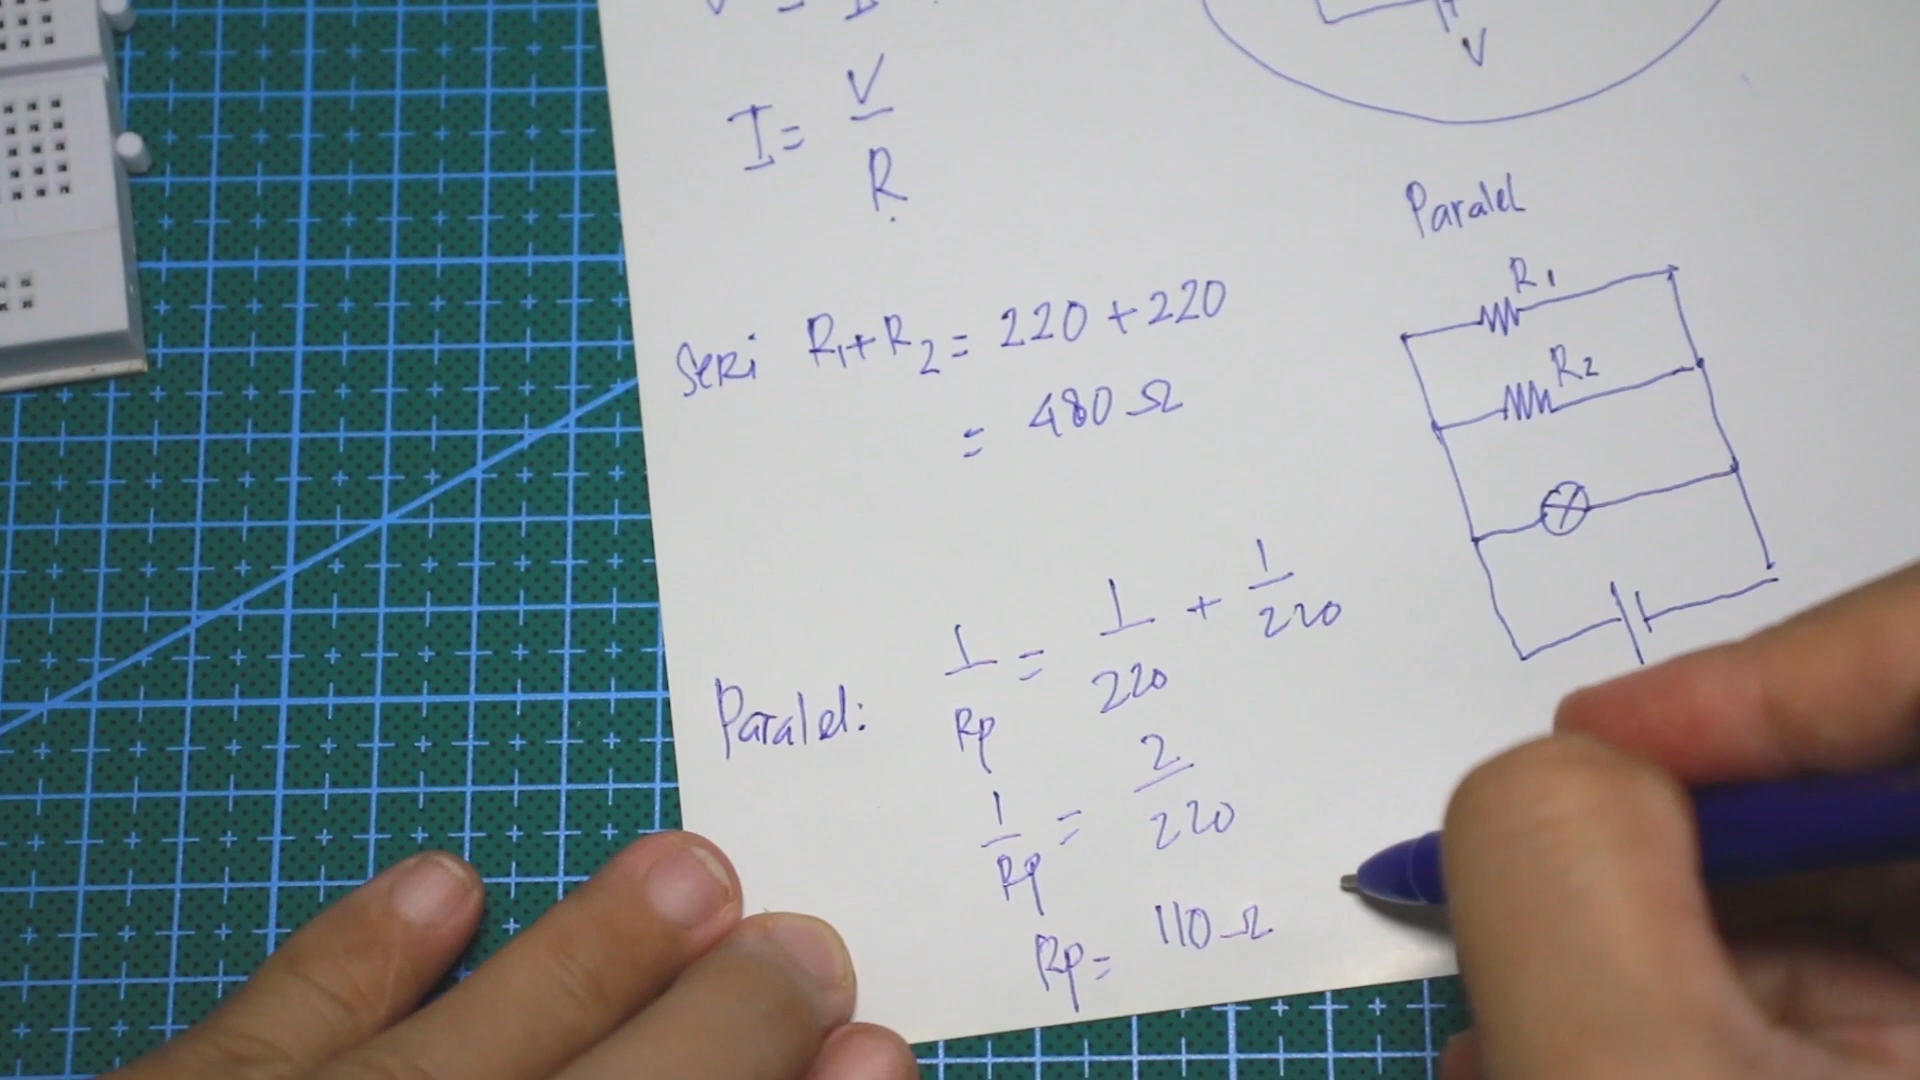 V
I = V/R
Seri R1+R2 = 220+220
= 480 Ω
Paralel
R1
R2
Paralel: 1/Rp = 1/220 + 1/220
1/Rp = 2/220
Rp = 110 Ω